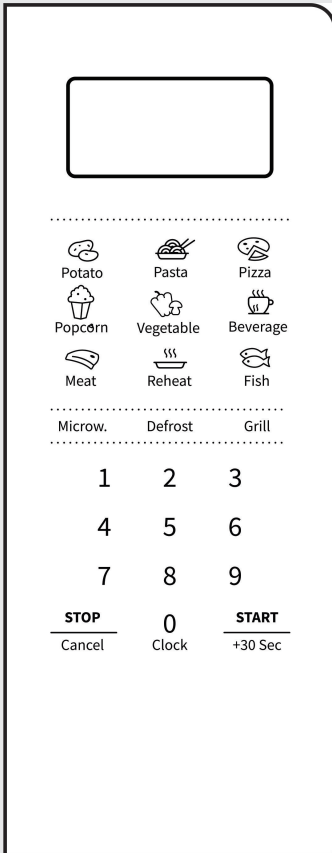 Potato Pasta Pizza
Popcorn Vegetable Beverage
Meat Reheat Fish
Microw. Defrost Grill
1 2 3
4 5 6
7 8 9
STOP 0 START
Cancel Clock +30 Sec